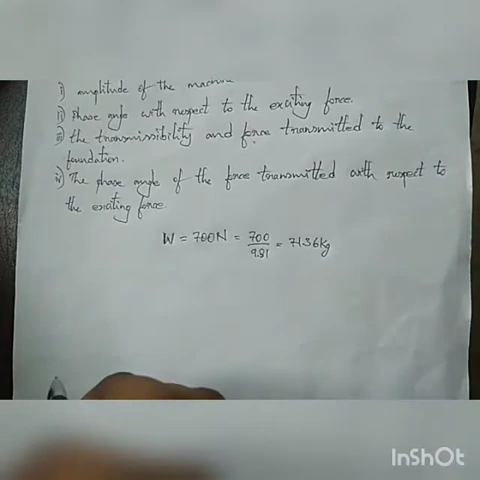 i) amplitude of the machine
ii) Phase angle with respect to the exciting force.
iii) the transmissibility and force transmitted to the
foundation.
iv) The phase angle of the force transmitted with respect to
the exciting force
W = 700N = 700/9.81 = 71.36kg
InShOt